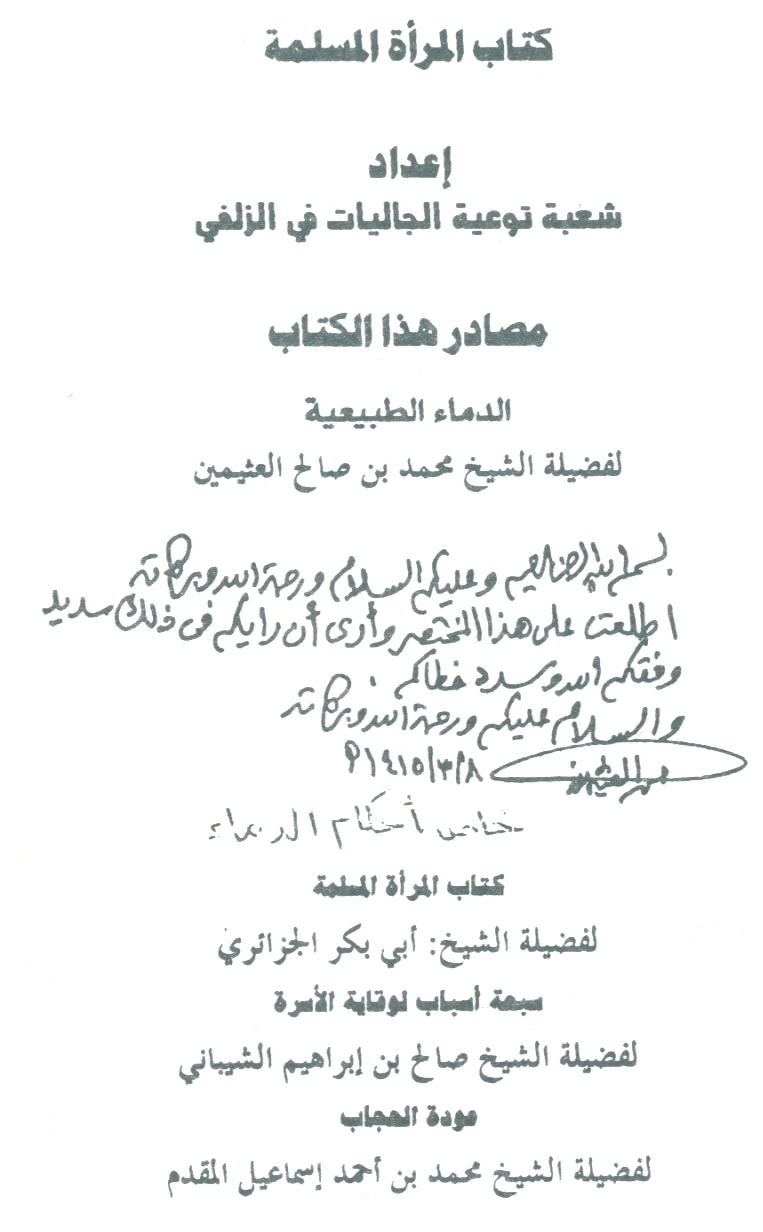 كتاب المرأة المسلمة
إعداد
شعبة توعية الجاليات في الزلفي
مصادر هذا الكتاب
الدماء الطبيعية
لفضيلة الشيخ محمد بن صالح العثيمين
بسم الله الرحمن الرحيم وعليكم السلام ورحمة الله وبركاته
اطلعت على هذا المختصر وأرى أن رايكم في ذلك سديد
وفقكم الله وسدد خطاكم .
والسلام عليكم ورحمة الله وبركاته
محمد العثيمين ١٤١٥/٣/٨
خاص أحكام الدماء
كتاب المرأة المسلمة
لفضيلة الشيخ: أبي بكر الجزائري
سبعة أسباب لوقاية الأسرة
لفضيلة الشيخ صالح بن إبراهيم الشيباني
عودة الحجاب
لفضيلة الشيخ محمد بن أحمد إسماعيل المقدم